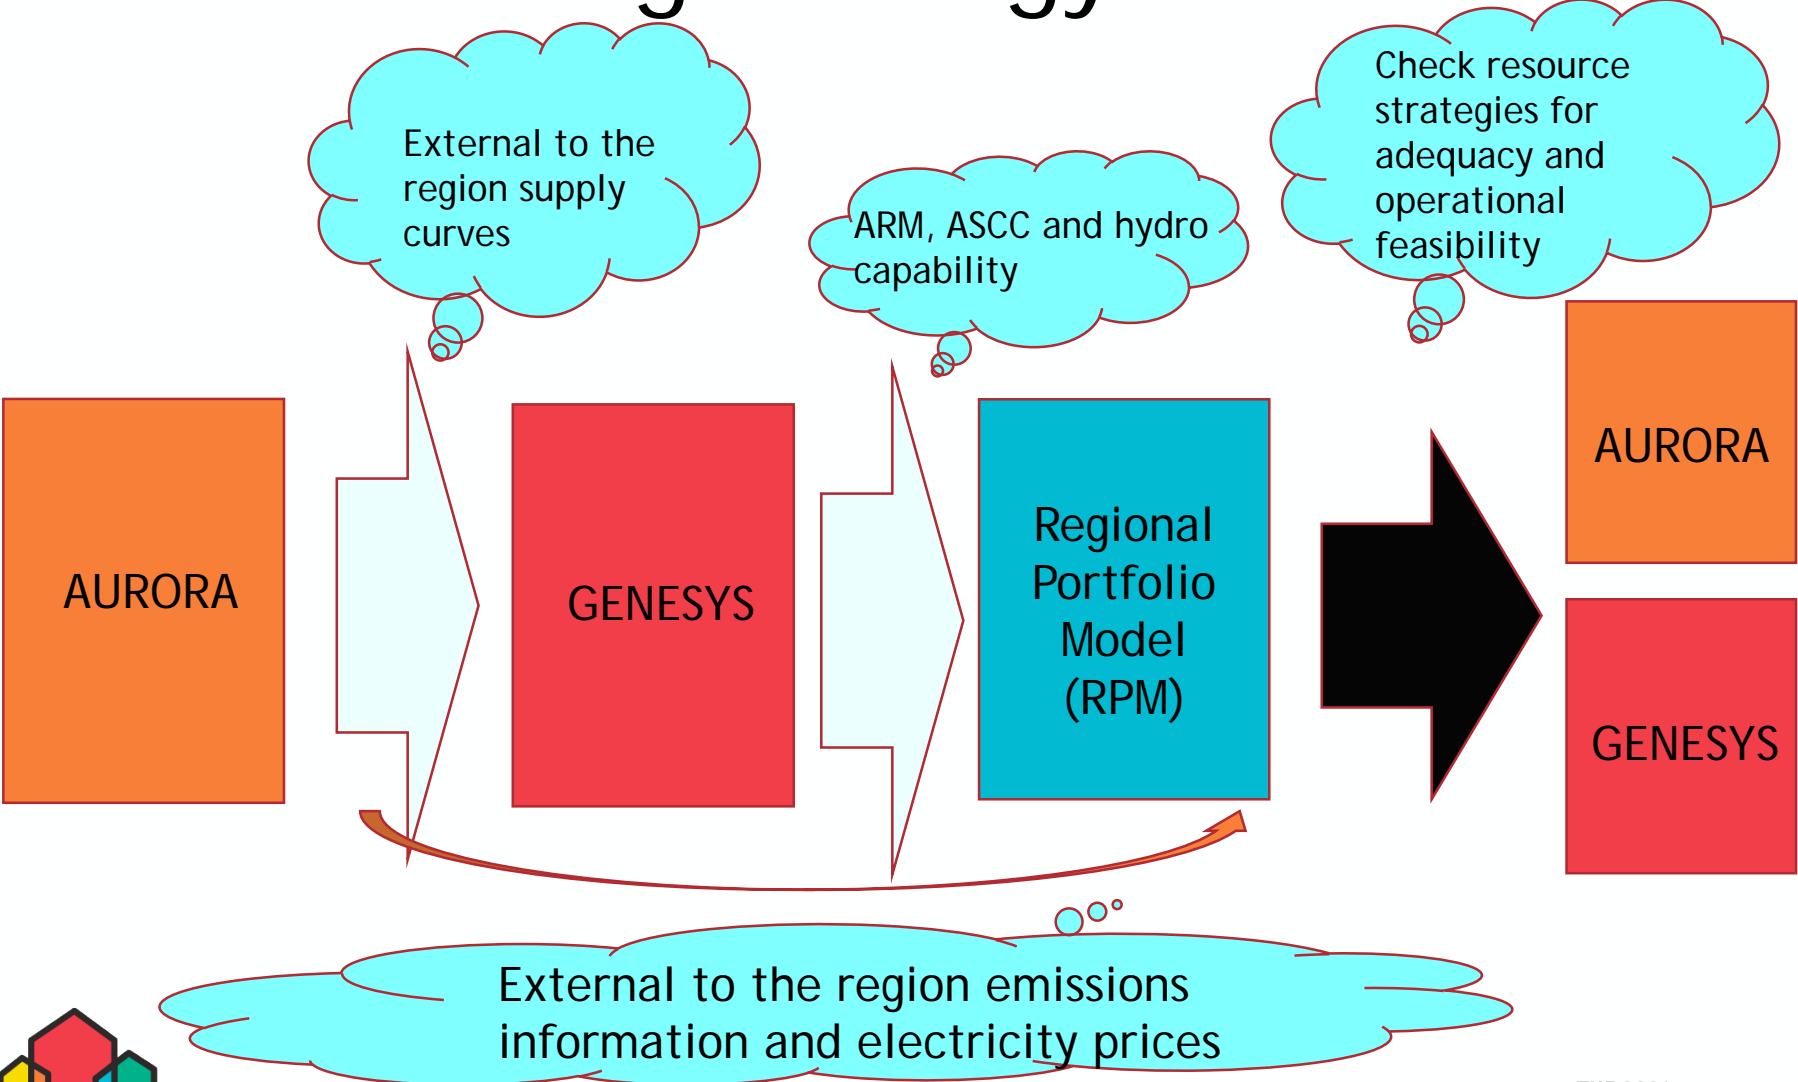 External to the
region supply
curves
ARM, ASCC and hydro
capability
Check resource
strategies for
adequacy and
operational
feasibility
AURORA
GENESYS
Regional
Portfolio
Model
(RPM)
AURORA
GENESYS
External to the region emissions
information and electricity prices